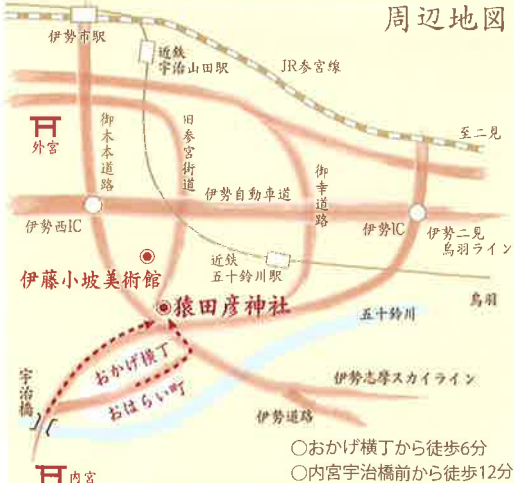 周辺地図
伊勢市駅
近鉄
宇治山田駅
JR参宮線
外宮
御木本道路
旧参宮街道
御幸道路
至二見
伊勢自動車道
伊勢西IC
伊勢IC
伊勢二見
鳥羽ライン
近鉄
五十鈴川駅
伊藤小坡美術館
猿田彦神社
鳥羽
五十鈴川
おかげ横丁
おはらい町
宇治橋
伊勢志摩スカイライン
伊勢道路
内宮
○おかげ横丁から徒歩6分
○内宮宇治橋前から徒歩12分